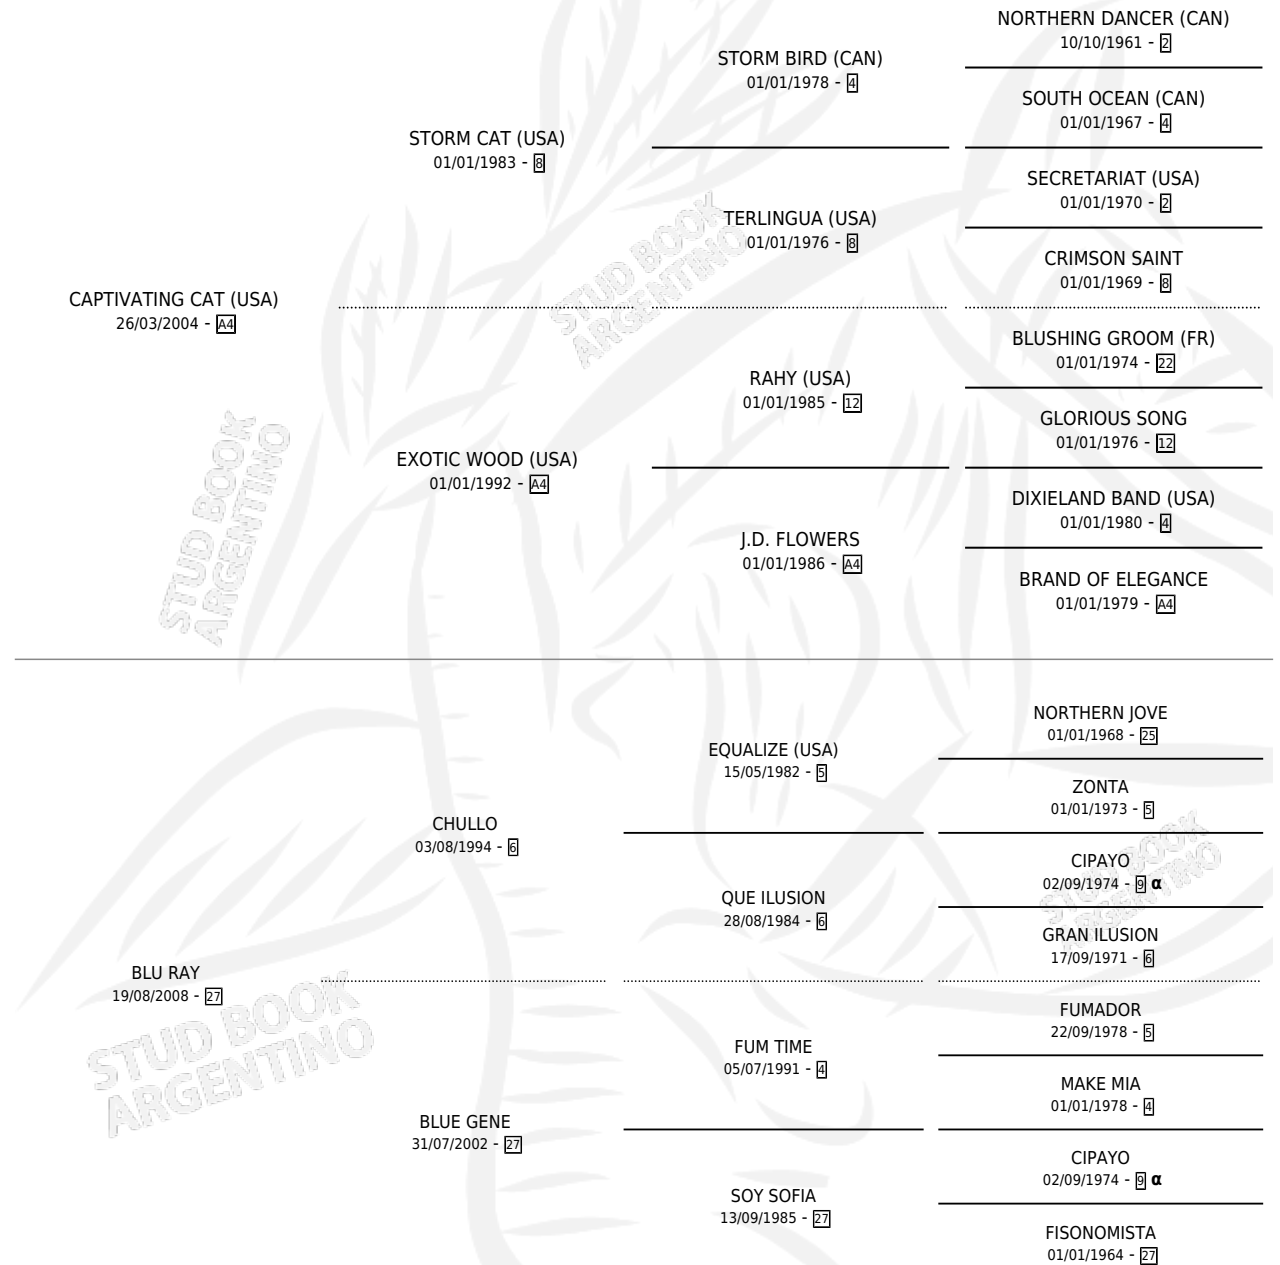 NORTHERN DANCER (CAN)
10/10/1961 - 2
STORM BIRD (CAN)
01/01/1978 - 4
SOUTH OCEAN (CAN)
01/01/1967 - 4
STORM CAT (USA)
01/01/1983 - 8
SECRETARIAT (USA)
01/01/1970 - 2
TERLINGUA (USA)
01/01/1976 - 8
CRIMSON SAINT
01/01/1969 - 8
CAPTIVATING CAT (USA)
26/03/2004 - A4
BLUSHING GROOM (FR)
01/01/1974 - 22
RAHY (USA)
01/01/1985 - 12
GLORIOUS SONG
01/01/1976 - 12
EXOTIC WOOD (USA)
01/01/1992 - A4
DIXIELAND BAND (USA)
01/01/1980 - 4
J.D. FLOWERS
01/01/1986 - A4
BRAND OF ELEGANCE
01/01/1979 - A4
NORTHERN JOVE
01/01/1968 - 25
EQUALIZE (USA)
15/05/1982 - 5
ZONTA
01/01/1973 - 5
CHULLO
03/08/1994 - 6
CIPAYO
02/09/1974 - 9 α
QUE ILUSION
28/08/1984 - 6
GRAN ILUSION
17/09/1971 - 6
BLU RAY
19/08/2008 - 27
FUMADOR
22/09/1978 - 5
FUM TIME
05/07/1991 - 4
MAKE MIA
01/01/1978 - 4
BLUE GENE
31/07/2002 - 27
CIPAYO
02/09/1974 - 9 α
SOY SOFIA
13/09/1985 - 27
FISONOMISTA
01/01/1964 - 27
STUD BOOK
ARGENTINO
STUD BOOK
ARGENTINO
STUD BOOK
ARGENTINO
STUD BOOK
ARGENTINO